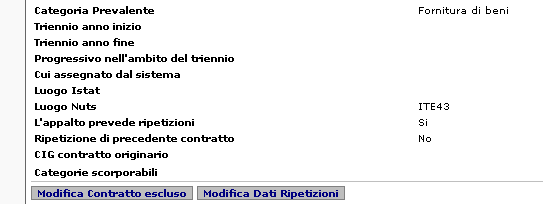 Categoria Prevalente Fornitura di beni
Triennio anno inizio
Triennio anno fine
Progressivo nell'ambito del triennio
Cui assegnato dal sistema
Luogo Istat
Luogo Nuts ITE43
L'appalto prevede ripetizioni Si
Ripetizione di precedente contratto No
CIG contratto originario
Categorie scorporabili
Modifica Contratto escluso Modifica Dati Ripetizioni